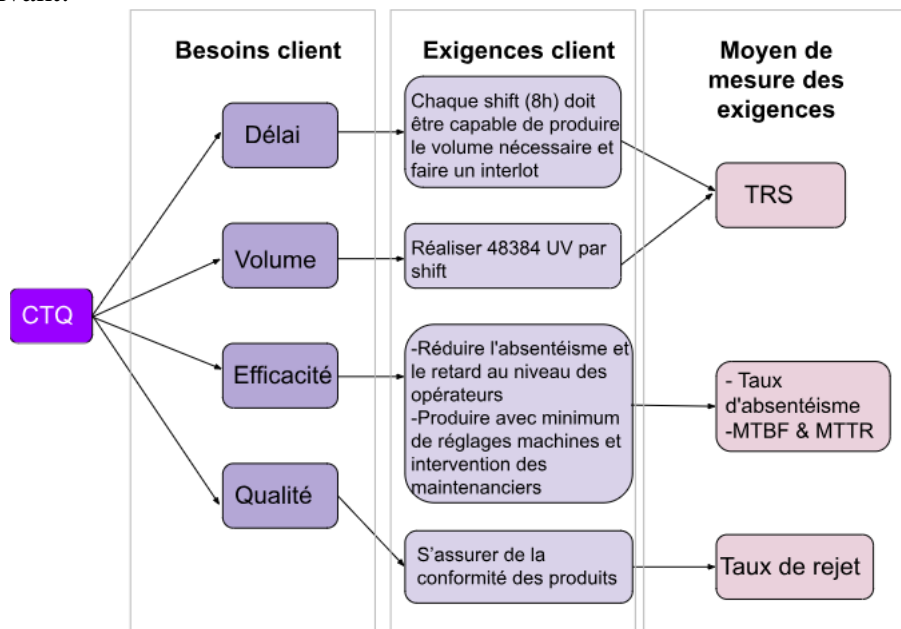 Besoins client
Exigences client
Moyen de
mesure des
exigences
Délai
Chaque shift (8h) doit
être capable de produire
le volume nécessaire et
faire un interlot
TRS
Volume
Réaliser 48384 UV par
shift
CTQ
Efficacité
-Réduire l'absentéisme et
le retard au niveau des
opérateurs
-Produire avec minimum
de réglages machines et
intervention des
maintenanciers
- Taux
d'absentéisme
-MTBF & MTTR
Qualité
S'assurer de la
conformité des produits
Taux de rejet